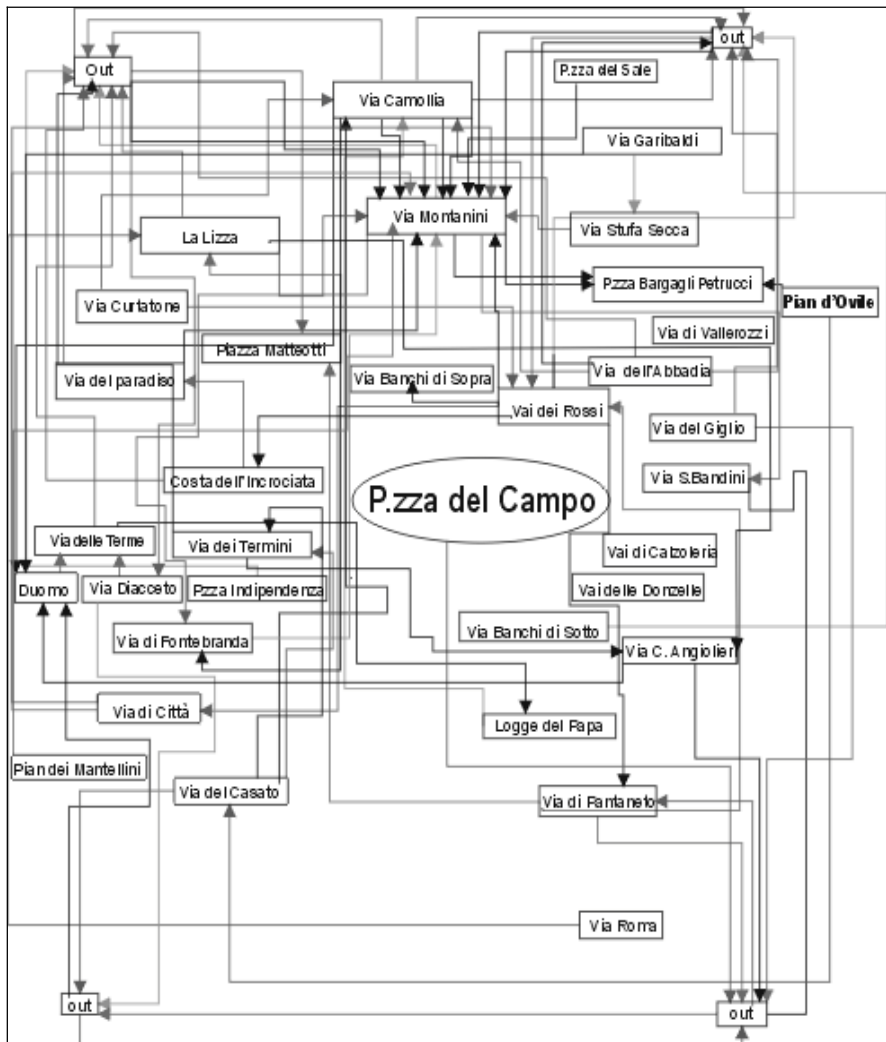 out
Out
P.zza del Sale
Via Camollia
Via Garibaldi
Via Montanini
La Lizza
Via Stufa Secca
P.zza Bargagli Petrucci
Pian d'Ovile
Via Curtatone
Via di Vallerozzi
Piazza Matteotti
Via del paradiso
Via Banchi di Sopra
Via dell'Abbadia
Vai dei Rossi
Via del Giglio
Costa dell'Incrociata
Via S.Bandini
P.zza del Campo
Via delle Terme
Via dei Termini
Vai di Calzoleria
Duomo
Via Diacceto
P.zza Indipendenza
Vai delle Donzelle
Via di Fontebranda
Via Banchi di Sotto
Via C. Angiolieri
Via di Città
Logge del Papa
Pian dei Mantellini
Via del Casato
Via di Pantaneto
Via Roma
out
out